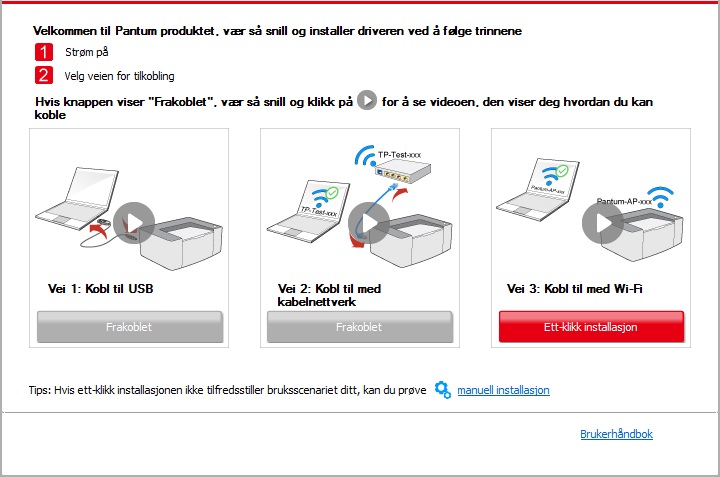 Velkommen til Pantum produktet, vær så snill og installer driveren ved å følge trinnene
1 Strøm på
2 Velg veien for tilkobling
Hvis knappen viser "Frakoblet", vær så snill og klikk på for å se videoen, den viser deg hvordan du kan
koble
TP-Test-xxx
TP-Test-xxx
Pantum-AP-xxx
Pantum-AP-xxx
Vei 1: Kobl til USB
Vei 2: Kobl til med
kabelnettverk
Vei 3: Kobl til med Wi-Fi
Frakoblet
Frakoblet
Ett-klikk installasjon
Tips: Hvis ett-klikk installasjonen ikke tilfredsstiller bruksscenariet ditt, kan du prøve manuell installasjon
Brukerhåndbok